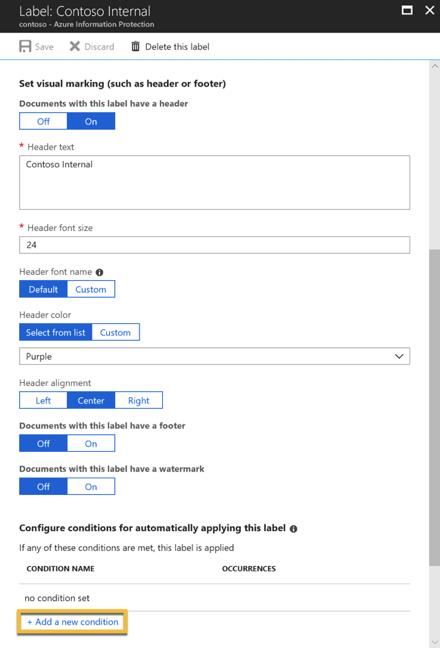 Label: Contoso Internal
contoso - Azure Information Protection
Save Discard Delete this label
Set visual marking (such as header or footer)
Documents with this label have a header
Off On
* Header text
Contoso Internal
* Header font size
24
Header font name
Default Custom
Header color
Select from list Custom
Purple
Header alignment
Left Center Right
Documents with this label have a footer
Off On
Documents with this label have a watermark
Off On
Configure conditions for automatically applying this label
If any of these conditions are met, this label is applied
CONDITION NAME OCCURRENCES
no condition set
+ Add a new condition